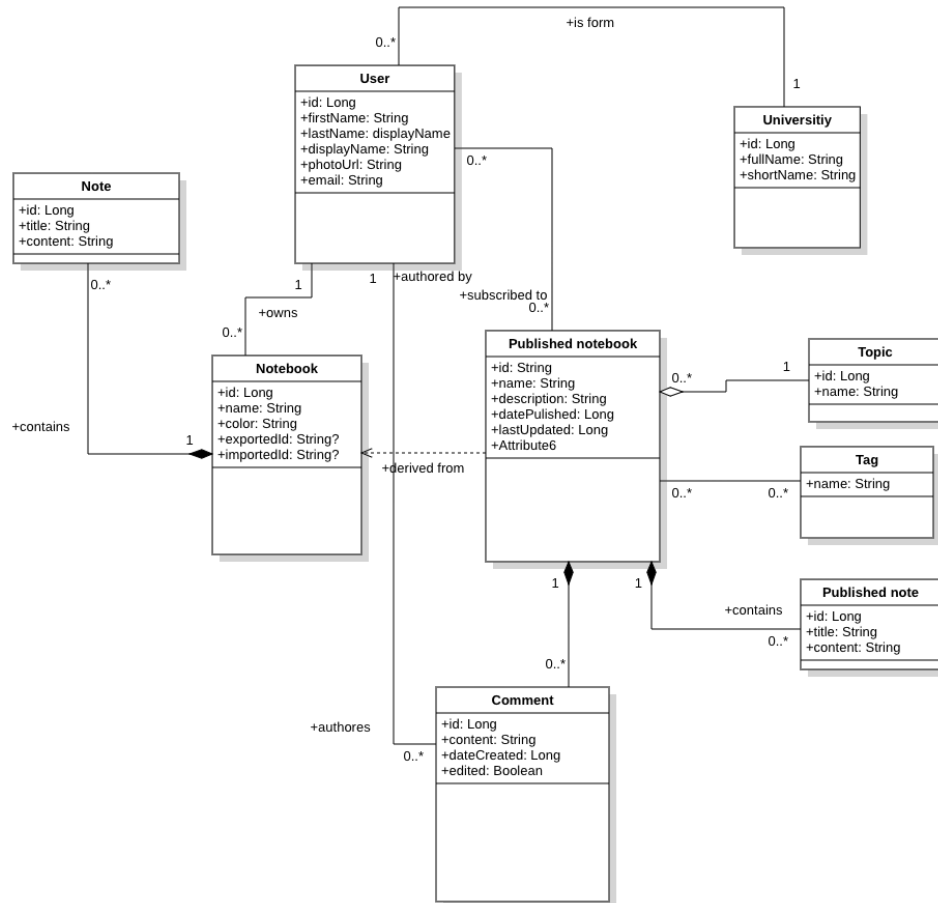 +is form
0..*
1
User
+id: Long
+firstName: String
+lastName: displayName
+displayName: String
+photoUrl: String
+email: String
Universitiy
+id: Long
+fullName: String
+shortName: String
0..*
Note
+id: Long
+title: String
+content: String
0..*
1
1
+authored by
+owns
+subscribed to
0..*
0..*
Notebook
+id: Long
+name: String
+color: String
+exportedId: String?
+importedId: String?
Published notebook
+id: String
+name: String
+description: String
+datePulished: Long
+lastUpdated: Long
+Attribute6
0..*
1
Topic
+id: Long
+name: String
+contains
1
+derived from
Tag
+name: String
0..*
0..*
1
1
+contains
0..*
Published note
+id: Long
+title: String
+content: String
0..*
Comment
+id: Long
+content: String
+dateCreated: Long
+edited: Boolean
+authores
0..*